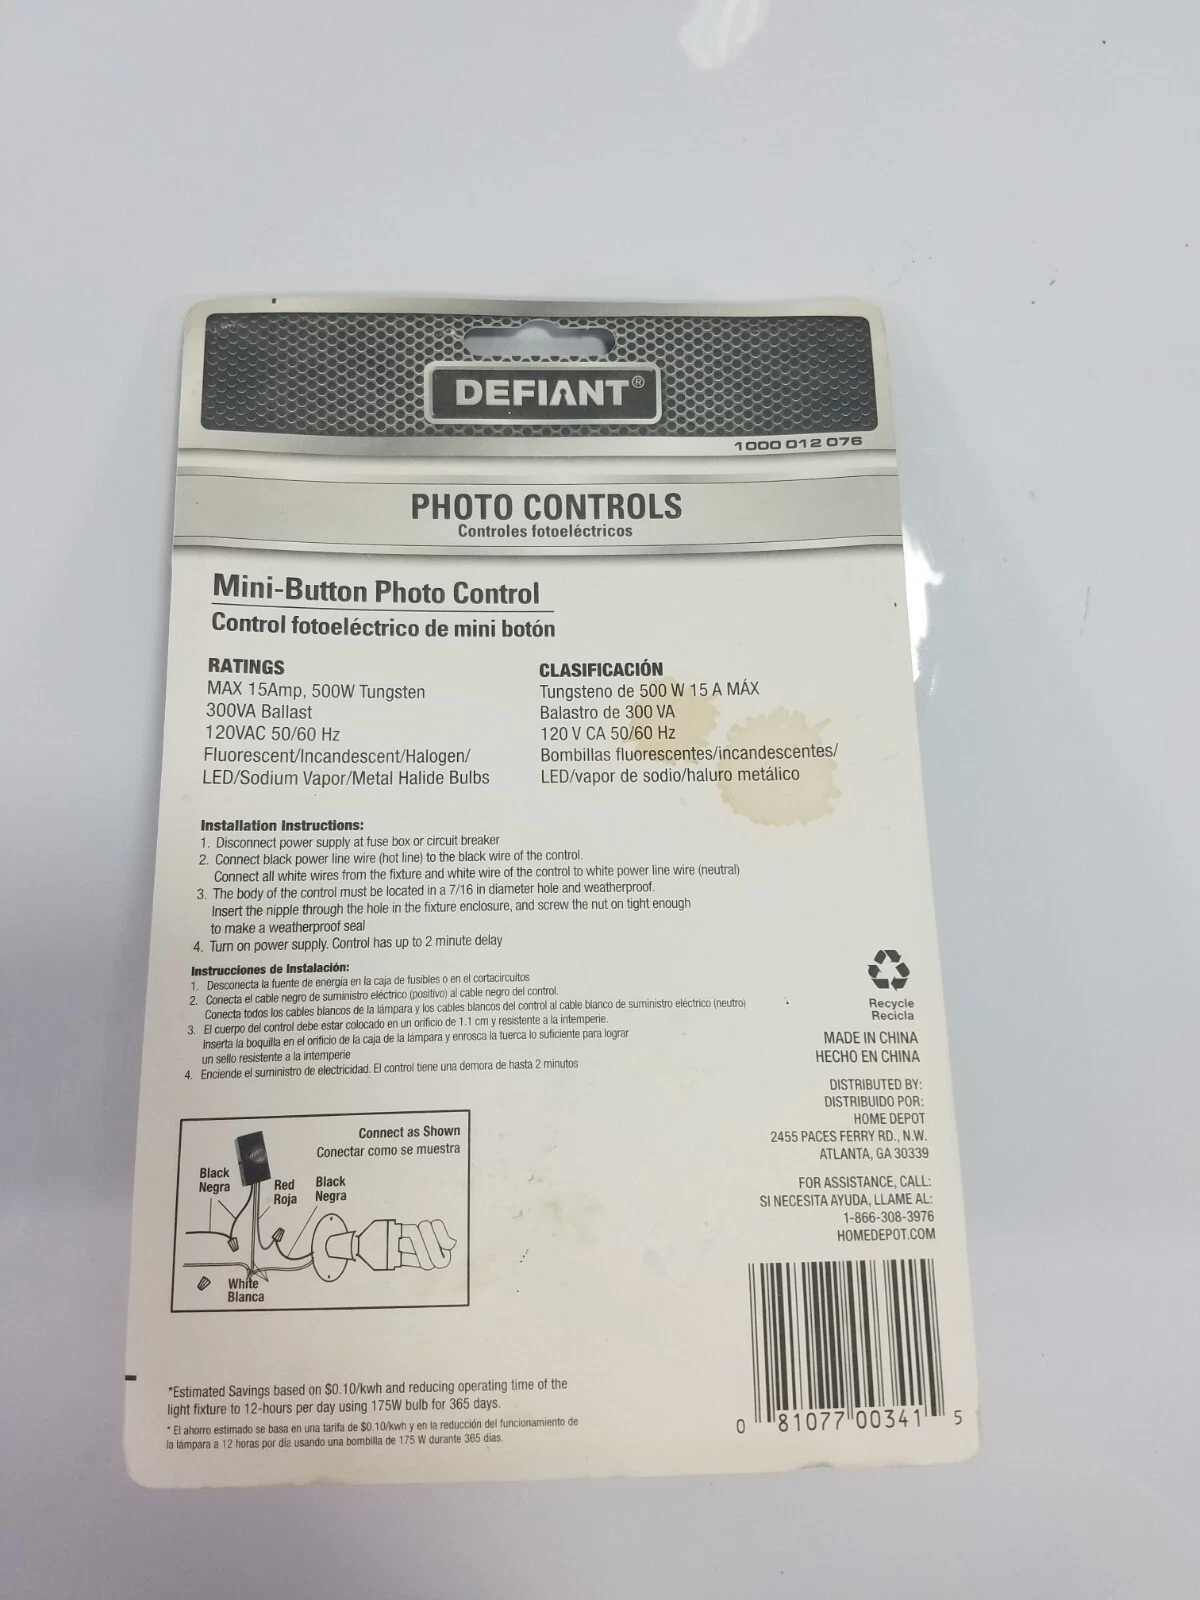 DEFIANT®
1000 012 076
PHOTO CONTROLS
Controles fotoeléctricos
Mini-Button Photo Control
Control fotoeléctrico de mini botón
RATINGS
MAX 15Amp, 500W Tungsten
300VA Ballast
120VAC 50/60 Hz
Fluorescent/Incandescent/Halogen/
LED/Sodium Vapor/Metal Halide Bulbs
CLASIFICACIÓN
Tungsteno de 500 W 15 A MÁX
Balastro de 300 VA
120 V CA 50/60 Hz
Bombillas fluorescentes/incandescentes/
LED/vapor de sodio/haluro metálico
Installation Instructions:
1. Disconnect power supply at fuse box or circuit breaker
2. Connect black power line wire (hot line) to the black wire of the control.
Connect all white wires from the fixture and white wire of the control to white power line wire (neutral)
3. The body of the control must be located in a 7/16 in diameter hole and weatherproof.
Insert the nipple through the hole in the fixture enclosure, and screw the nut on tight enough
to make a weatherproof seal
4. Turn on power supply. Control has up to 2 minute delay
Instrucciones de Instalación:
1. Desconecta la fuente de energía en la caja de fusibles o en el cortacircuitos
2. Conecta el cable negro de suministro eléctrico (positivo) al cable negro del control.
Conecta todos los cables blancos de la lámpara y los cables blancos del control al cable blanco de suministro eléctrico (neutro)
3. El cuerpo del control debe estar colocado en un orificio de 1.1 cm y resistente a la intemperie.
Inserta la boquilla en el orificio de la caja de la lámpara y enrosca la tuerca lo suficiente para lograr
un sello resistente a la intemperie
4. Enciende el suministro de electricidad. El control tiene una demora de hasta 2 minutos
Recycle
Recicla
MADE IN CHINA
HECHO EN CHINA
DISTRIBUTED BY:
DISTRIBUIDO POR:
HOME DEPOT
2455 PACES FERRY RD., N.W.
ATLANTA, GA 30339
FOR ASSISTANCE, CALL:
SI NECESITA AYUDA, LLAME AL:
1-866-308-3976
HOMEDEPOT.COM
Connect as Shown
Conectar como se muestra
Black
Negra
Red
Roja
Black
Negra
White
Blanca
*Estimated Savings based on $0.10/kwh and reducing operating time of the
light fixture to 12-hours per day using 175W bulb for 365 days.
* El ahorro estimado se basa en una tarifa de $0.10/kwh y en la reducción del funcionamiento de
la lámpara a 12 horas por día usando una bombilla de 175 W durante 365 días.
0 81077 00341 5